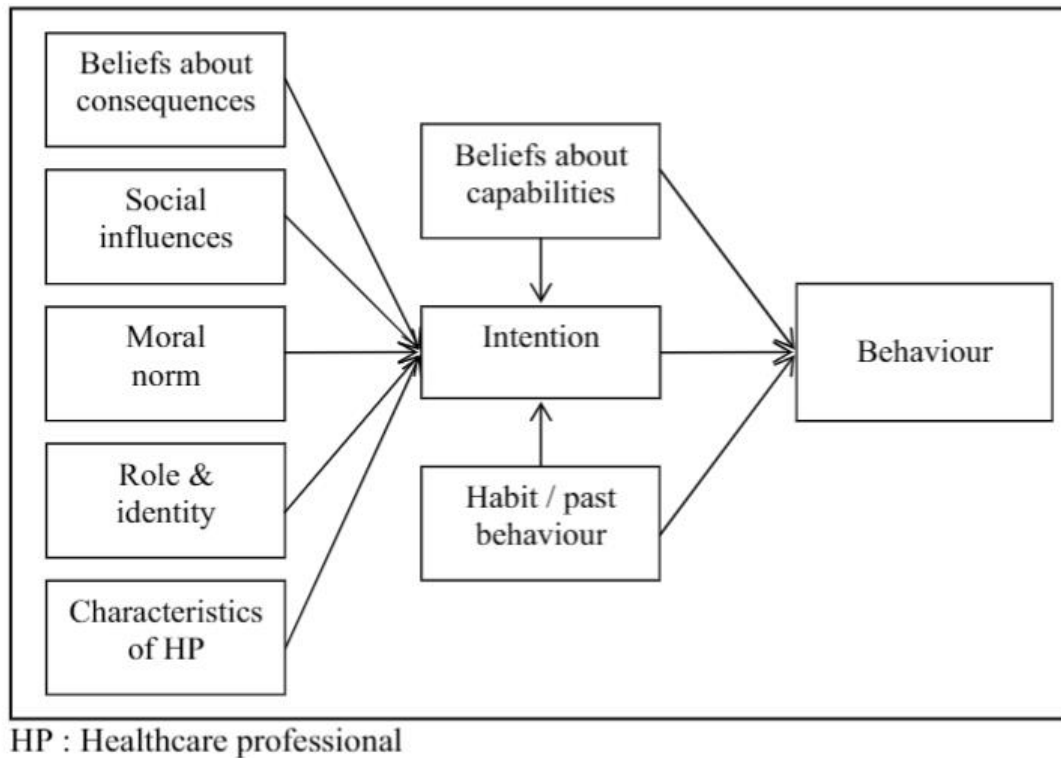 Beliefs about
consequences
Social
influences
Moral
norm
Role &
identity
Characteristics
of HP
Beliefs about
capabilities
Intention
Habit / past
behaviour
Behaviour
HP : Healthcare professional